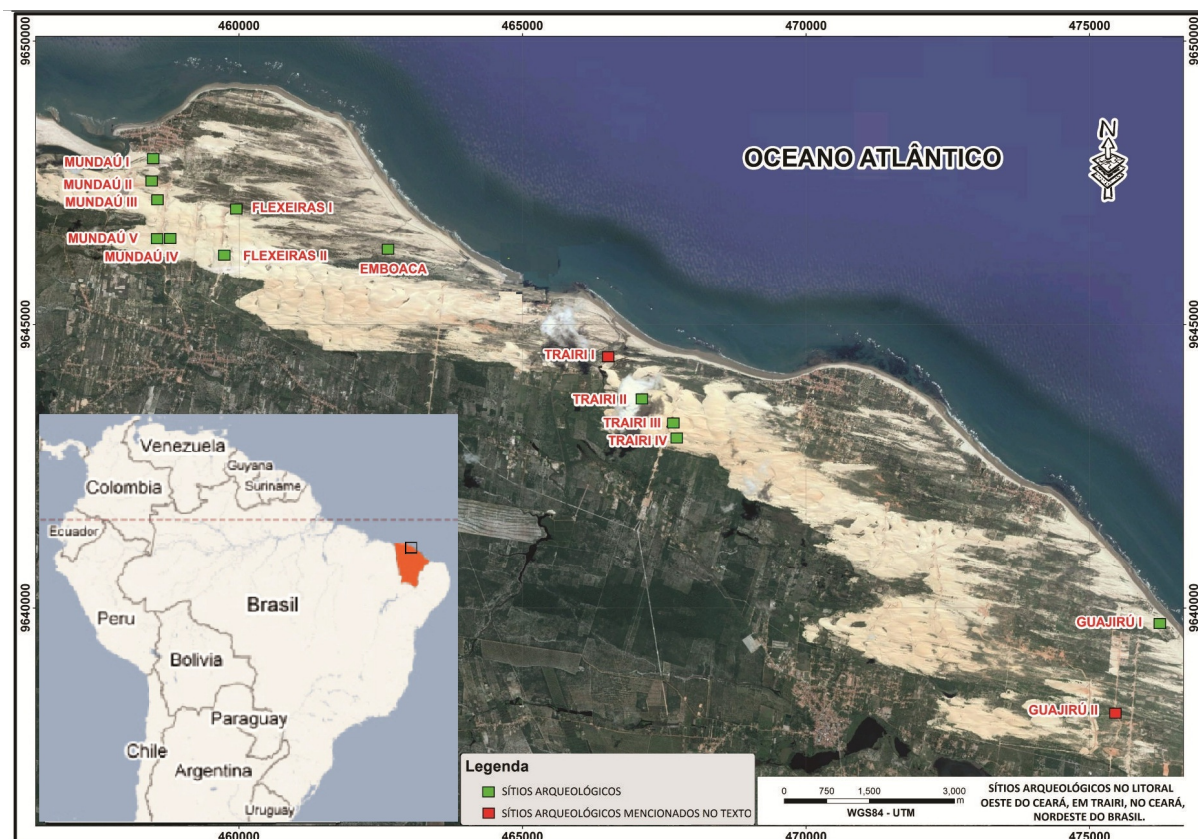 460000
465000
470000
475000
9650000
9650000
N
OCEANO ATLÂNTICO
MUNDAÚ I
MUNDAÚ II
MUNDAÚ III
FLEXEIRAS I
MUNDAÚ V
MUNDAÚ IV
FLEXEIRAS II
EMBOACA
9645000
9645000
TRAIRI I
TRAIRI II
TRAIRI III
TRAIRI IV
Venezuela
Guyana
Suriname
Colombia
Ecuador
Brasil
Peru
Bolivia
Paraguay
Chile
Argentina
Uruguay
9640000
9640000
GUAJIRÚ I
GUAJIRÚ II
Legenda
SÍTIOS ARQUEOLÓGICOS
SÍTIOS ARQUEOLÓGICOS MENCIONADOS NO TEXTO
0 750 1,500 3,000
m
WGS84 - UTM
SÍTIOS ARQUEOLÓGICOS NO LITORAL
OESTE DO CEARÁ, EM TRAIRI, NO CEARÁ,
NORDESTE DO BRASIL.
460000
465000
470000
475000